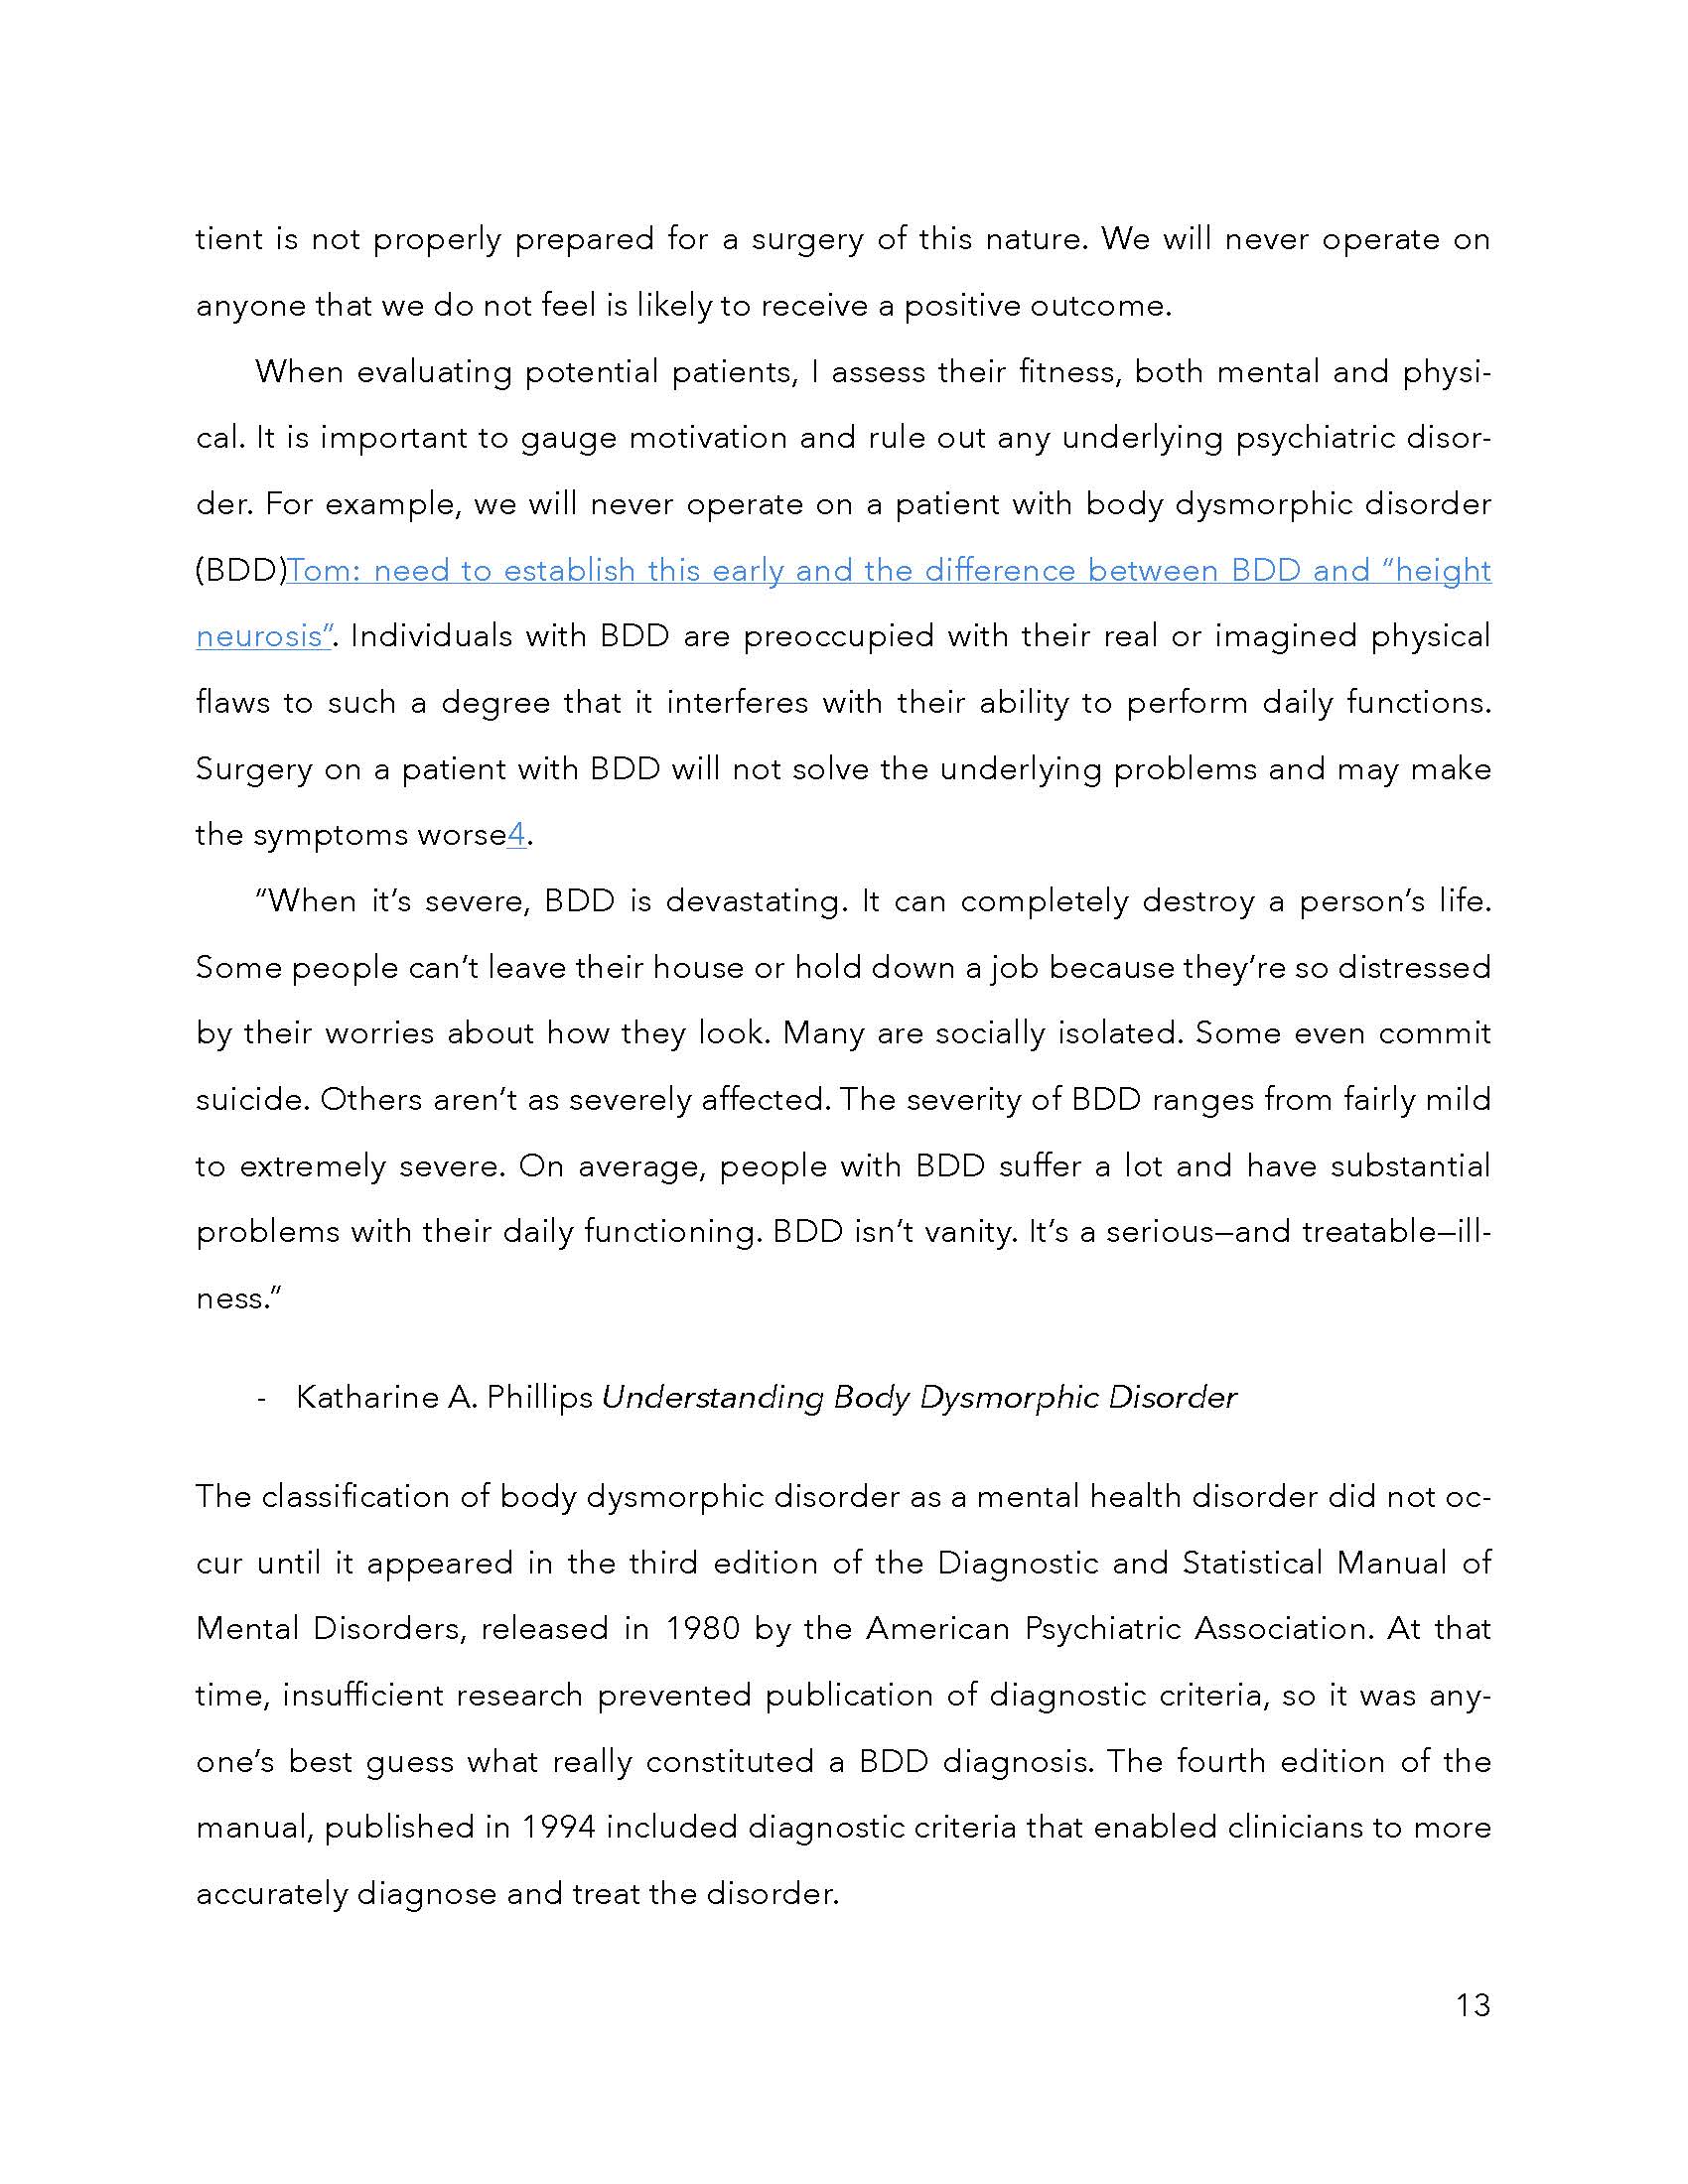 tient is not properly prepared for a surgery of this nature. We will never operate on
anyone that we do not feel is likely to receive a positive outcome.
When evaluating potential patients, I assess their fitness, both mental and physi-
cal. It is important to gauge motivation and rule out any underlying psychiatric disor-
der. For example, we will never operate on a patient with body dysmorphic disorder
(BDD)Tom: need to establish this early and the difference between BDD and “height
neurosis”. Individuals with BDD are preoccupied with their real or imagined physical
flaws to such a degree that it interferes with their ability to perform daily functions.
Surgery on a patient with BDD will not solve the underlying problems and may make
the symptoms worse4.
“When it’s severe, BDD is devastating. It can completely destroy a person’s life.
Some people can’t leave their house or hold down a job because they’re so distressed
by their worries about how they look. Many are socially isolated. Some even commit
suicide. Others aren’t as severely affected. The severity of BDD ranges from fairly mild
to extremely severe. On average, people with BDD suffer a lot and have substantial
problems with their daily functioning. BDD isn’t vanity. It’s a serious—and treatable—ill-
ness.”
- Katharine A. Phillips Understanding Body Dysmorphic Disorder
The classification of body dysmorphic disorder as a mental health disorder did not oc-
cur until it appeared in the third edition of the Diagnostic and Statistical Manual of
Mental Disorders, released in 1980 by the American Psychiatric Association. At that
time, insufficient research prevented publication of diagnostic criteria, so it was any-
one’s best guess what really constituted a BDD diagnosis. The fourth edition of the
manual, published in 1994 included diagnostic criteria that enabled clinicians to more
accurately diagnose and treat the disorder.
13